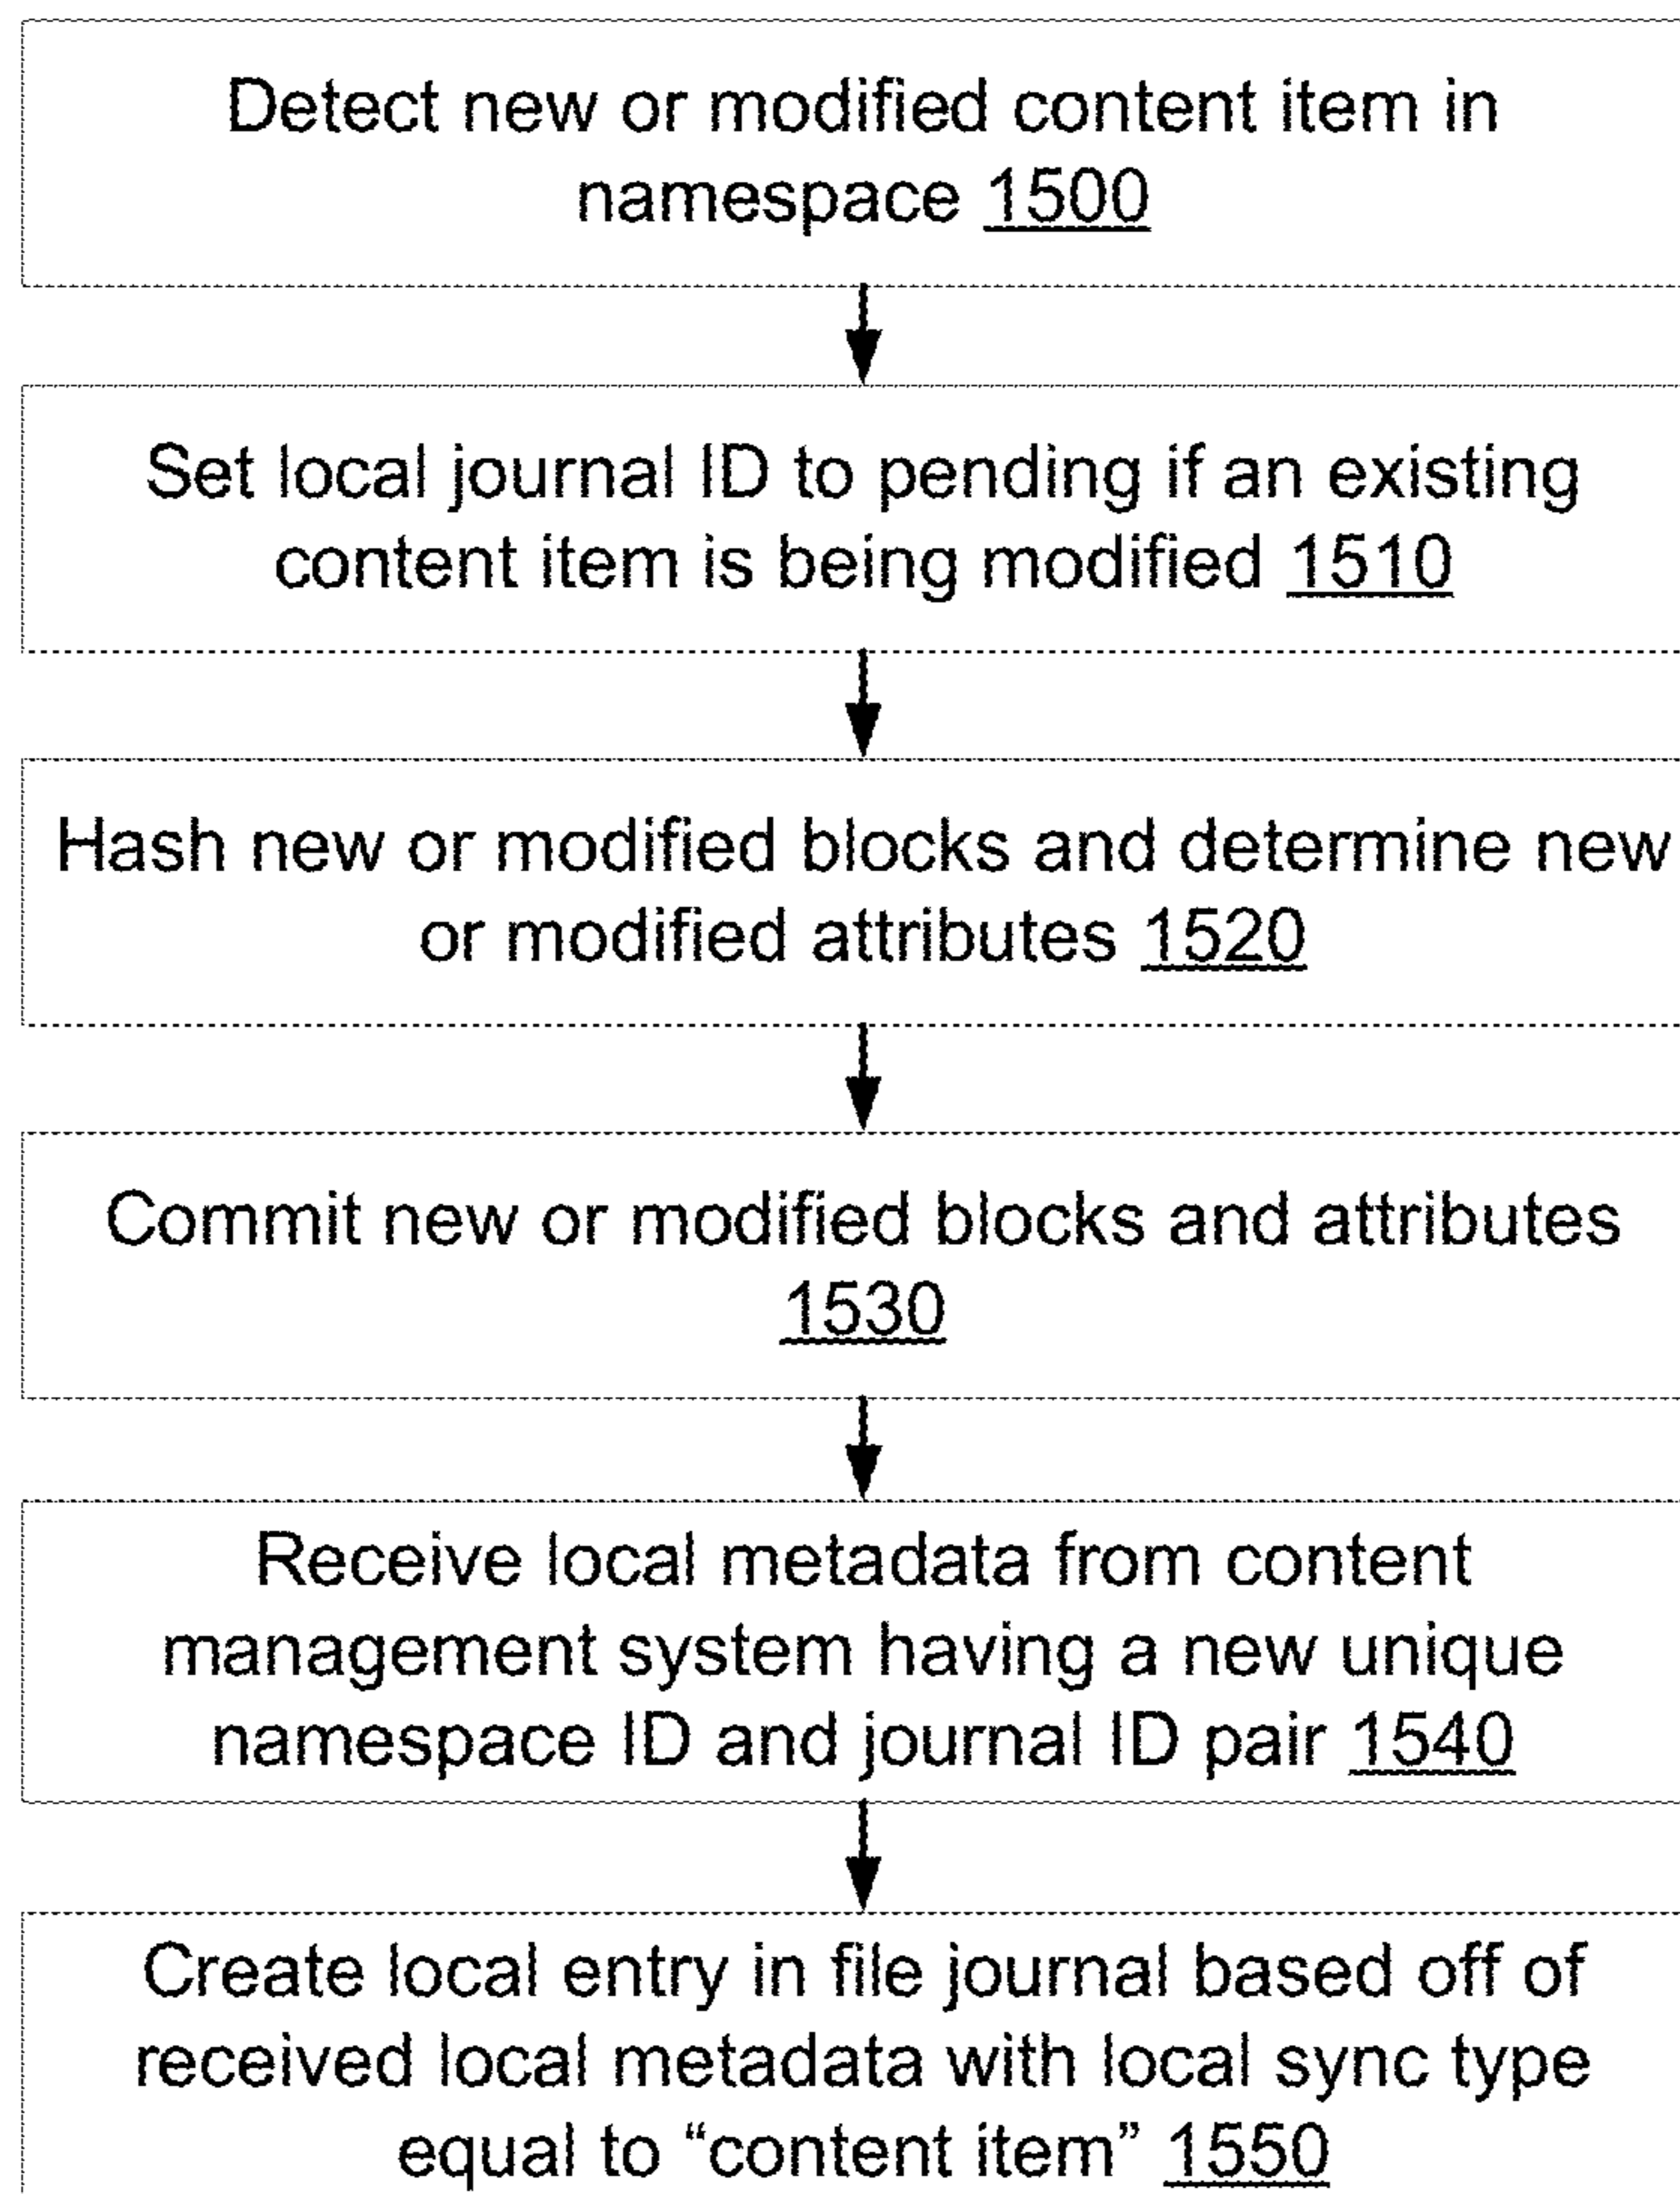 Detect new or modified content item in
namespace 1500
Set local journal ID to pending if an existing
content item is being modified 1510
Hash new or modified blocks and determine new
or modified attributes 1520
Commit new or modified blocks and attributes
1530
Receive local metadata from content
management system having a new unique
namespace ID and journal ID pair 1540
Create local entry in file journal based off of
received local metadata with local sync type
equal to “content item” 1550